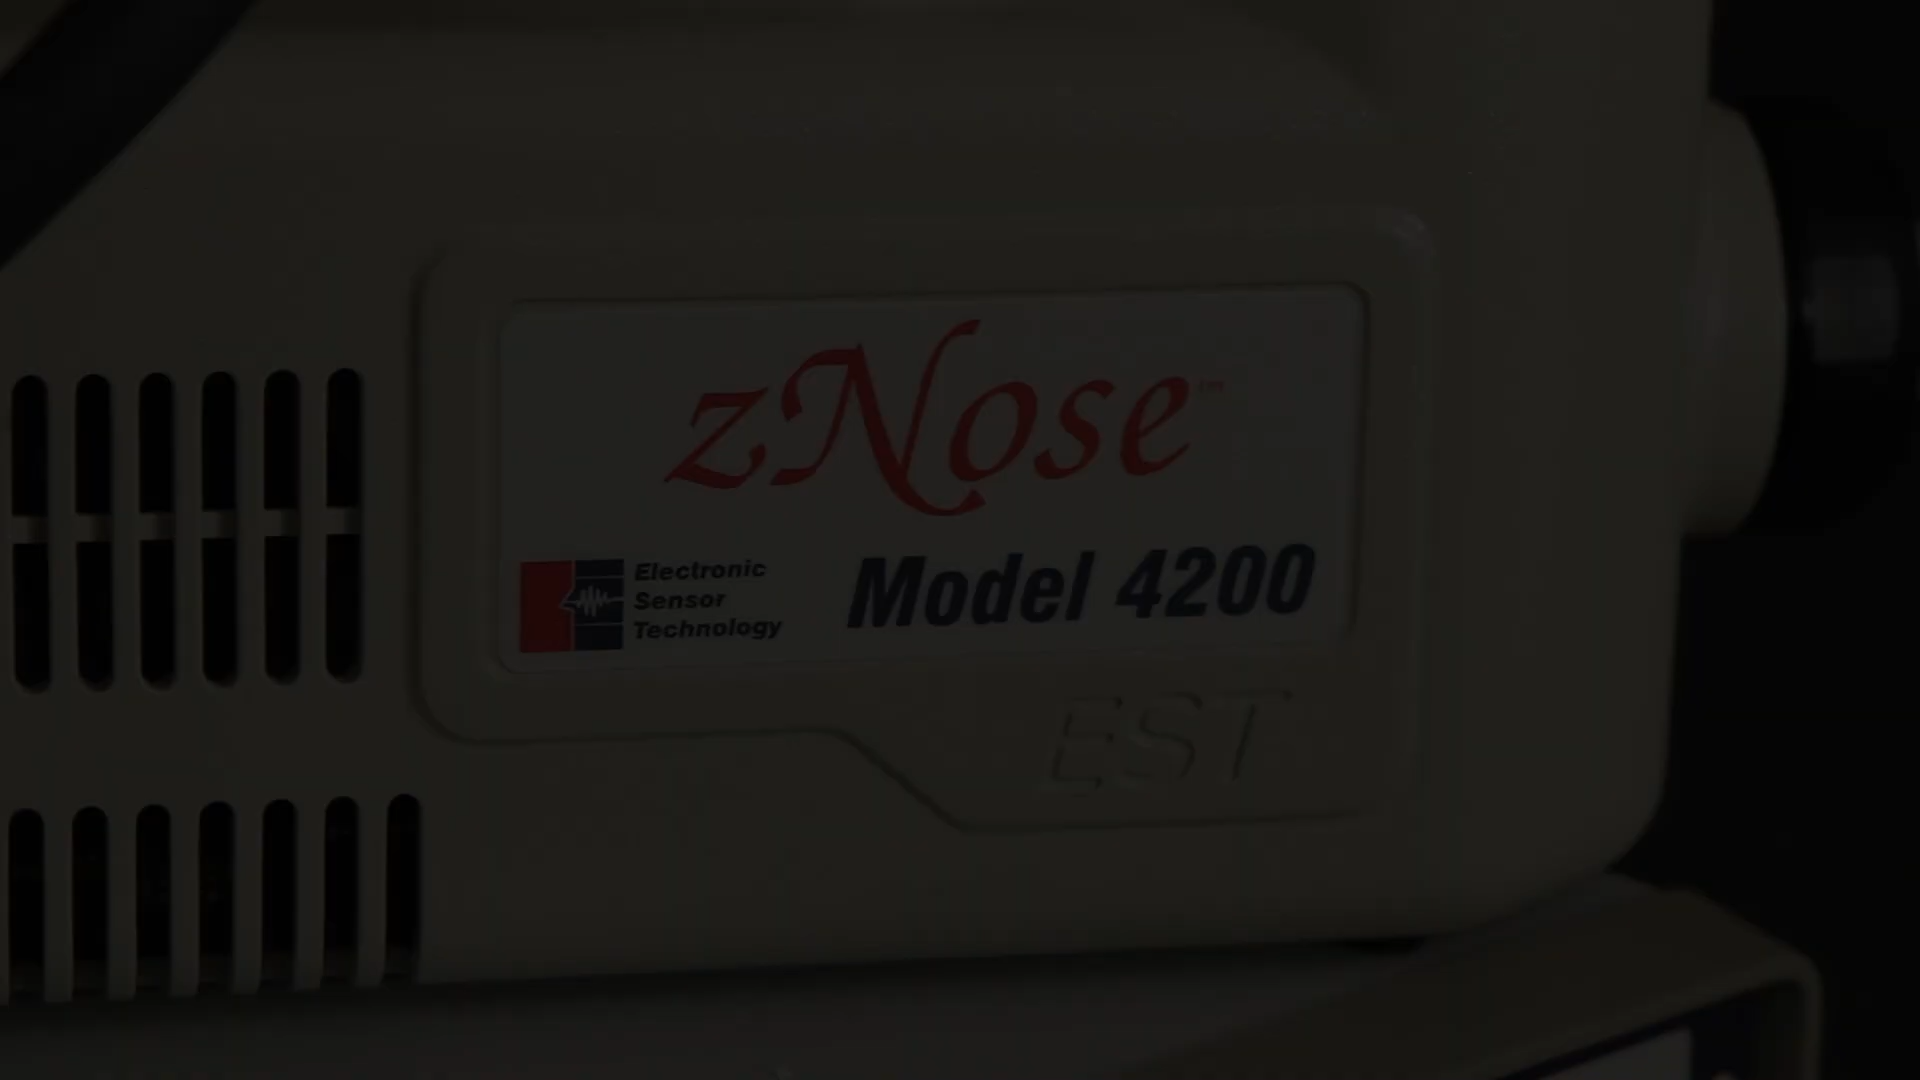 zNose™
Electronic
Sensor
Technology
Model 4200
EST